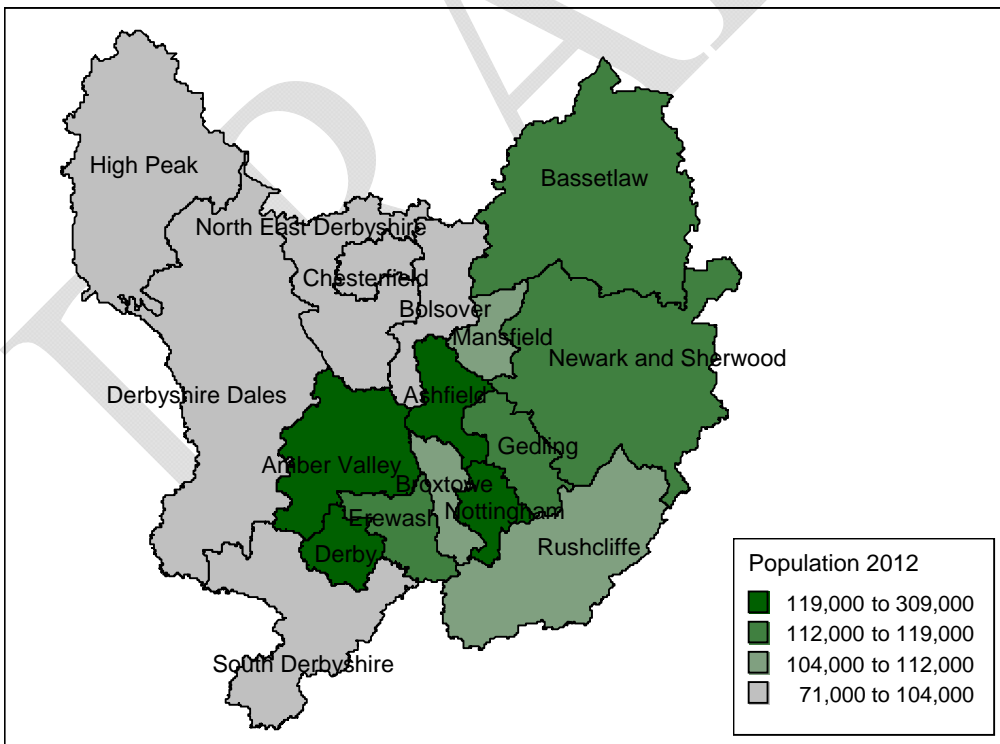 High Peak
Bassetlaw
North East Derbyshire
Chesterfield
Bolsover
Mansfield
Newark and Sherwood
Derbyshire Dales
Ashfield
Gedling
Amber Valley
Broxtowe
Nottingham
Erewash
Rushcliffe
Derby
South Derbyshire
Population 2012
119,000 to 309,000
112,000 to 119,000
104,000 to 112,000
71,000 to 104,000